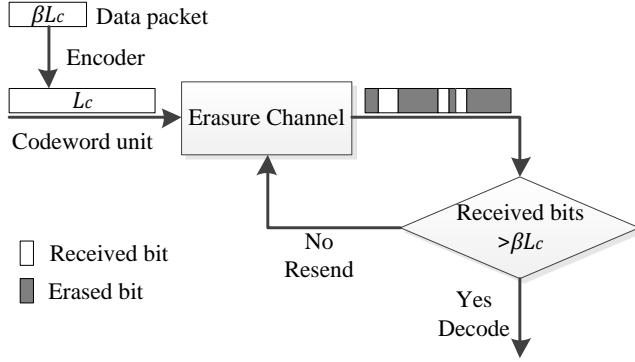 βLc Data packet
Encoder
Lc
Codeword unit
Erasure Channel
Received bits
>βLc
No
Resend
Received bit
Erased bit
Yes
Decode